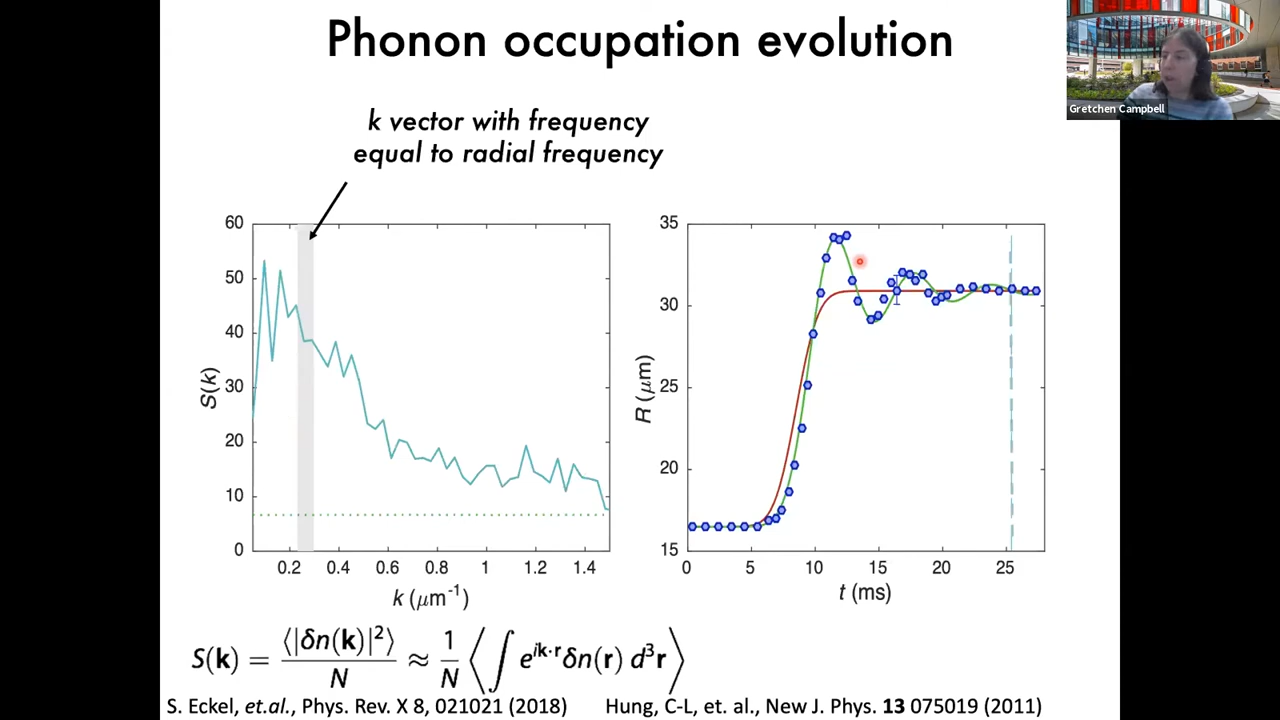 Phonon occupation evolution
Gretchen Campbell
k vector with frequency
equal to radial frequency
60
50
40
30
20
10
0
S(k)
0.2 0.4 0.6 0.8 1 1.2 1.4
k (μm⁻¹)
35
30
25
20
15
R (μm)
0 5 10 15 20 25
t (ms)
S(k) = ⟨|δn(k)|²⟩ / N ≈ 1/N ⟨∫ e^{ik·r} δn(r) d³r⟩
S. Eckel, et.al., Phys. Rev. X 8, 021021 (2018) Hung, C-L, et. al., New J. Phys. 13 075019 (2011)